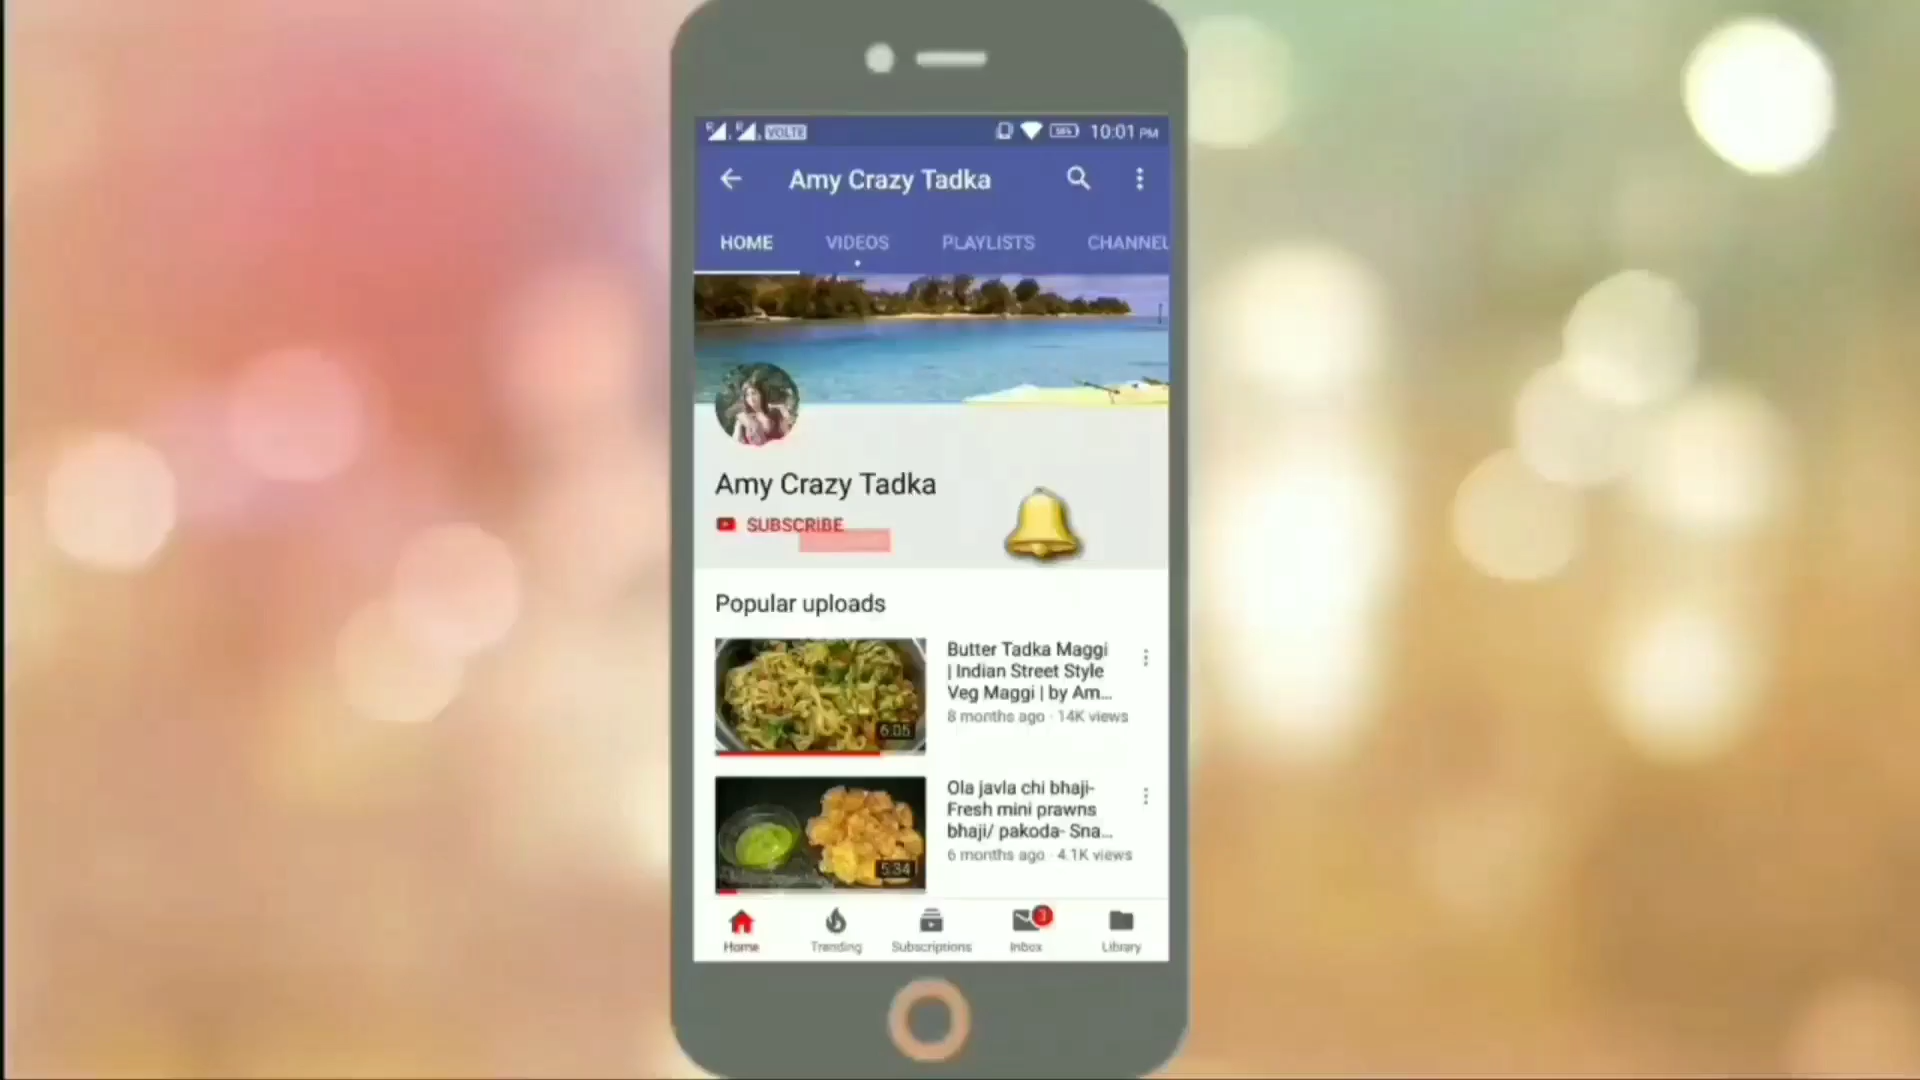 VOLTE 10:01 PM
Amy Crazy Tadka
HOME VIDEOS PLAYLISTS CHANNEL
Amy Crazy Tadka
SUBSCRIBE
Popular uploads
Butter Tadka Maggi
| Indian Street Style
Veg Maggi | by Am...
8 months ago · 14K views
6:05
Ola javla chi bhaji-
Fresh mini prawns
bhaji/ pakoda- Sna...
6 months ago · 4.1K views
5:34
Home Trending Subscriptions Inbox Library